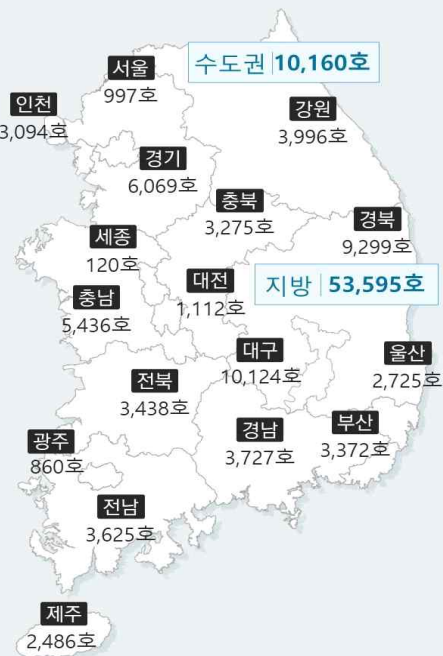 서울
997호
수도권 10,160호
인천
3,094호
강원
3,996호
경기
6,069호
충북
3,275호
경북
9,299호
세종
120호
대전
1,112호
지방 53,595호
충남
5,436호
대구
10,124호
울산
2,725호
전북
3,438호
경남
3,727호
부산
3,372호
광주
860호
전남
3,625호
제주
2,486호